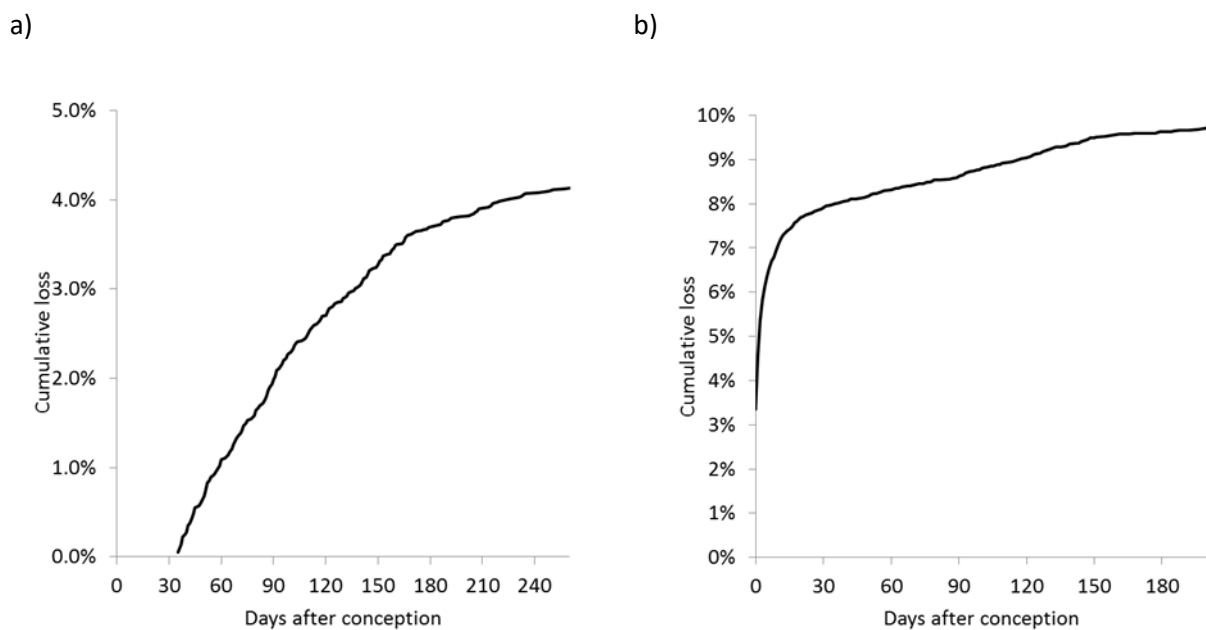 a)
5.0%
4.0%
3.0%
2.0%
1.0%
0.0%
Cumulative loss
0 30 60 90 120 150 180 210 240
Days after conception
b)
10%
9%
8%
7%
6%
5%
4%
3%
2%
1%
0%
Cumulative loss
0 30 60 90 120 150 180
Days after conception